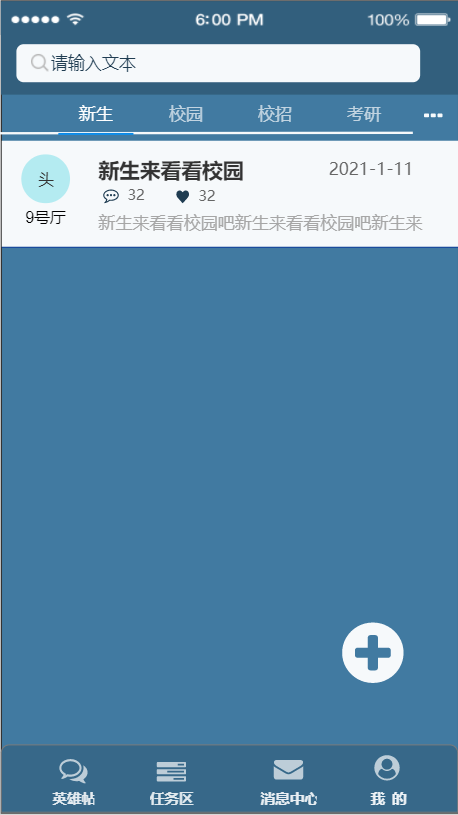 6:00 PM 100%
请输入文本
新生 校园 校招 考研
头 新生来看看校园 2021-1-11
32 32
9号厅
新生来看看校园吧新生来看看校园吧新生来
英雄帖 任务区 消息中心 我 的